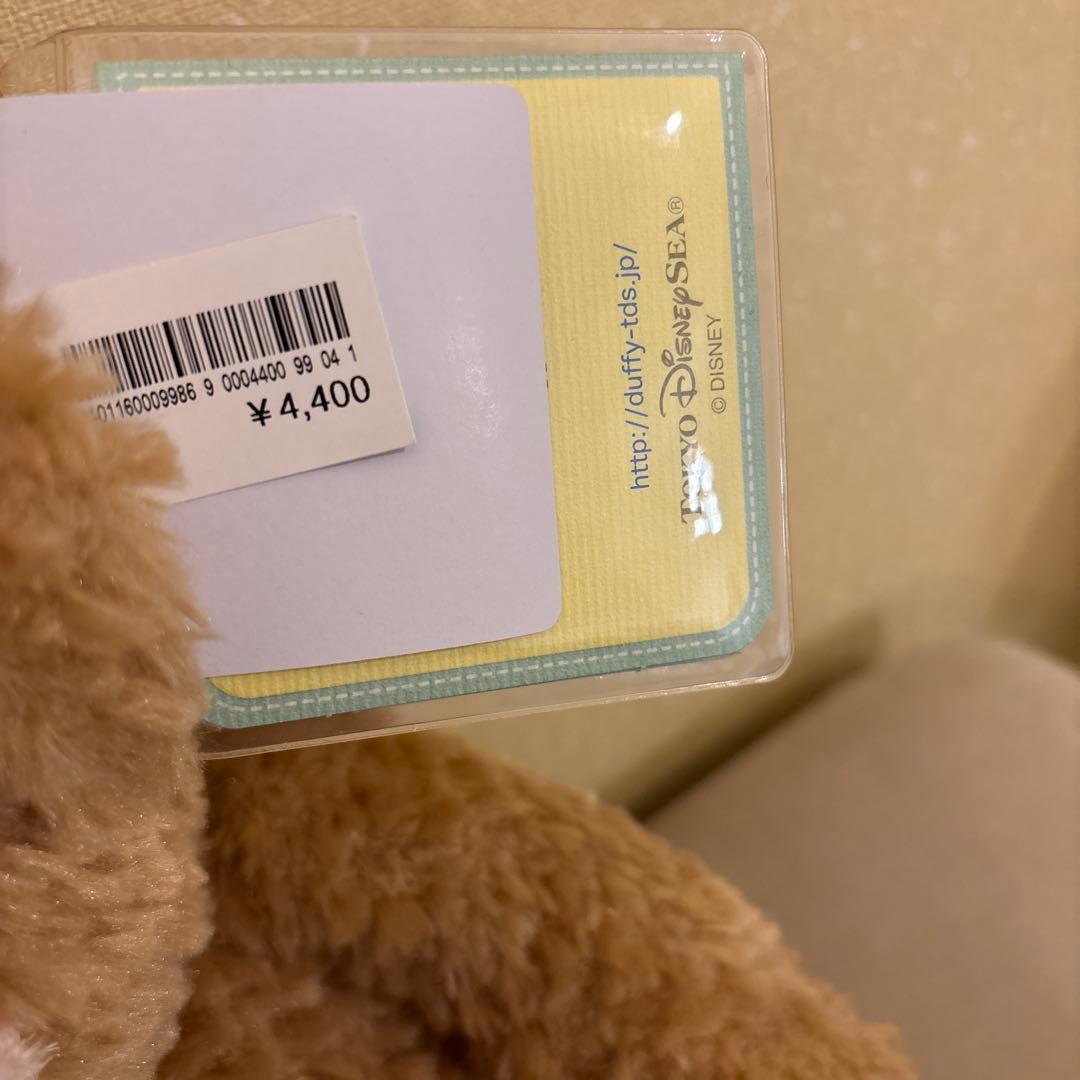 01160009986 9 0004400 99 04 1
¥4,400
http://duffy-tds.jp/
TOKYO DISNEYSEA®
© DISNEY